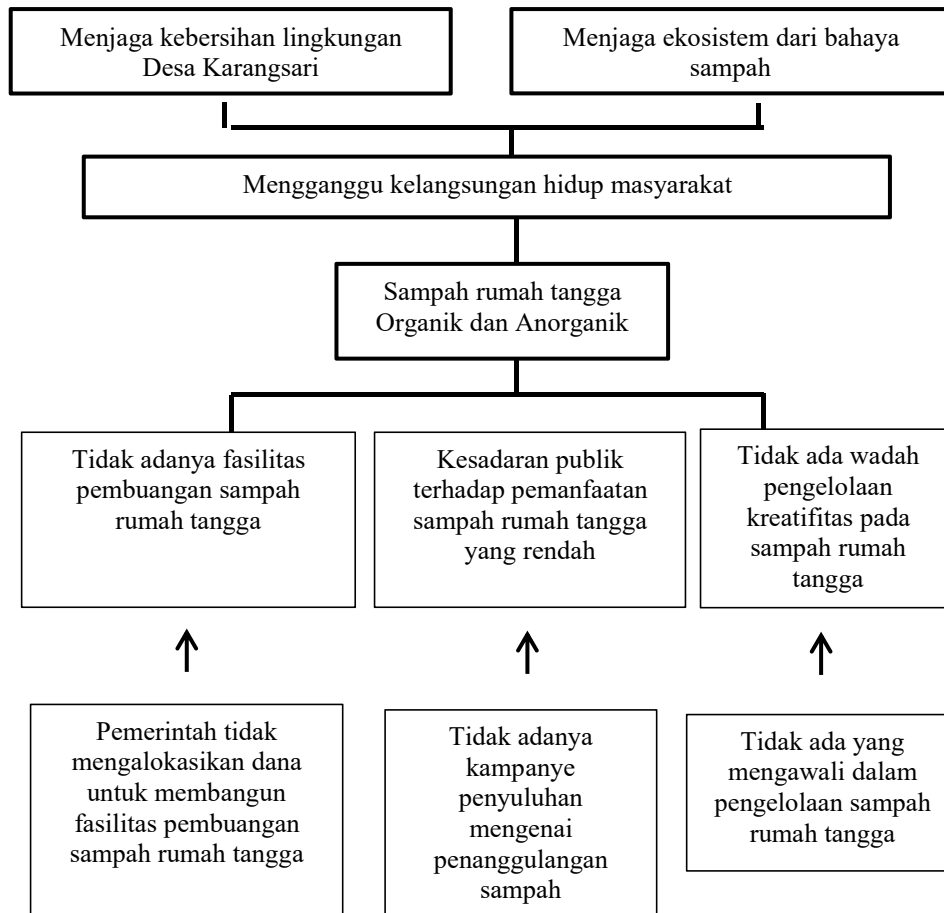 Menjaga kebersihan lingkungan
Desa Karangsari
Menjaga ekosistem dari bahaya
sampah
Mengganggu kelangsungan hidup masyarakat
Sampah rumah tangga
Organik dan Anorganik
Tidak adanya fasilitas
pembuangan sampah
rumah tangga
Kesadaran publik
terhadap pemanfaatan
sampah rumah tangga
yang rendah
Tidak ada wadah
pengelolaan
kreatifitas pada
sampah rumah
tangga
Pemerintah tidak
mengalokasikan dana
untuk membangun
fasilitas pembuangan
sampah rumah tangga
Tidak adanya
kampanye
penyuluhan
mengenai
penanggulangan
sampah
Tidak ada yang
mengawali dalam
pengelolaan sampah
rumah tangga